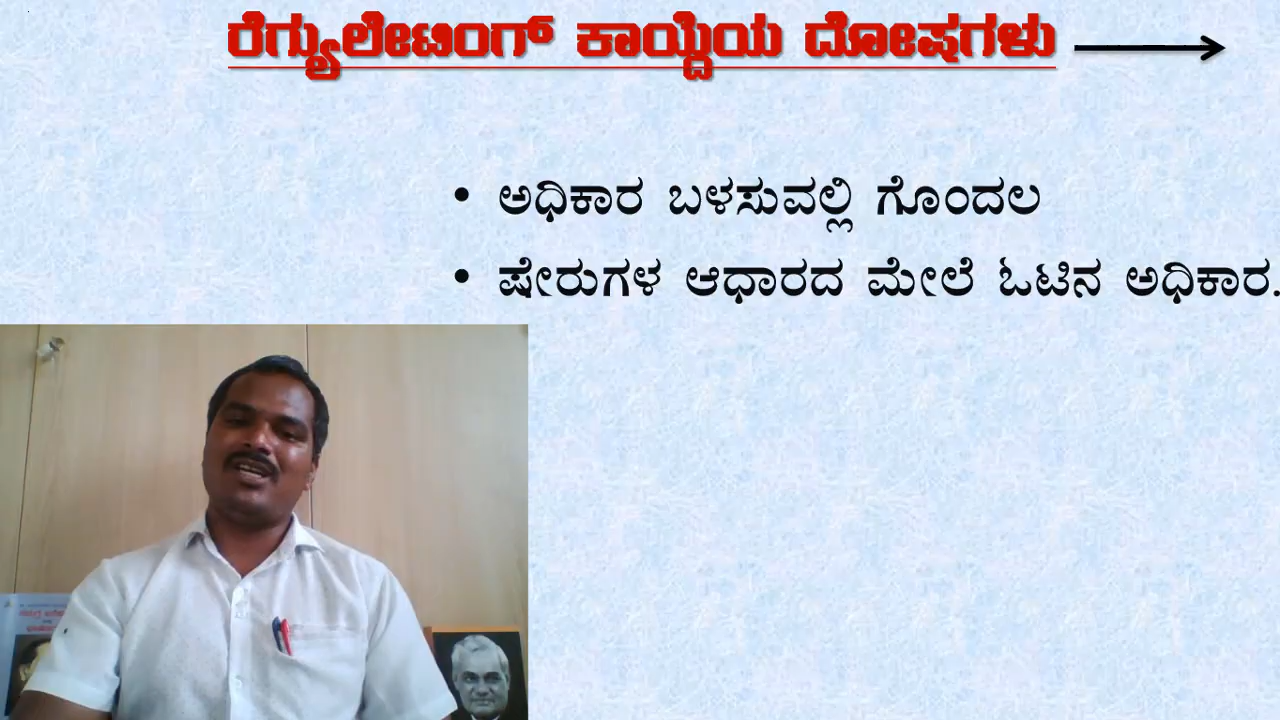 ರೆಗ್ಯುಲೇಟಿಂಗ್ ಕಾಯ್ದೆಯ ದೋಷಗಳು
• ಅಧಿಕಾರ ಬಳಸುವಲ್ಲಿ ಗೊಂದಲ
• ಷೇರುಗಳ ಆಧಾರದ ಮೇಲೆ ಓಟಿನ ಅಧಿಕಾರ.